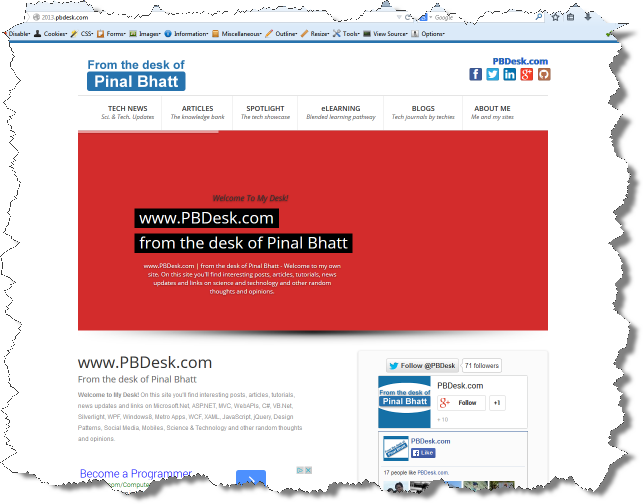 2013.pbdesk.com
Google
Disable Cookies CSS Forms Images Information Miscellaneous Outline Resize Tools View Source Options
From the desk of
Pinal Bhatt
PBDesk.com
TECH NEWS ARTICLES SPOTLIGHT eLEARNING BLOGS ABOUT ME
Sci. & Tech. Updates The knowledge bank The tech showcase Blended learning pathway Tech journals by techies Me and my sites
Welcome To My Desk!
www.PBDesk.com
from the desk of Pinal Bhatt
www.PBDesk.com | from the desk of Pinal Bhatt - Welcome to my own
site. On this site you'll find interesting posts, articles, tutorials, news
updates and links on science and technology and other random
thoughts and opinions.
www.PBDesk.com
From the desk of Pinal Bhatt
Welcome to My Desk! On this site you'll find interesting posts, articles, tutorials,
news updates and links on Microsoft.Net, ASP.NET, MVC, WebAPIs, C#, VB.Net,
Silverlight, WPF, Windows8, Metro Apps, WCF, XAML, JavaScript, jQuery, Design
Patterns, Social Media, Mobiles, Science & Technology and other random thoughts
and opinions.
Follow @PBDesk 71 followers
From the desk of
Pinal Bhatt
PBDesk.com
Follow +1
+10
PBDesk.com
Like
17 people like PBDesk.com.
Become a Programmer
.com/Computer